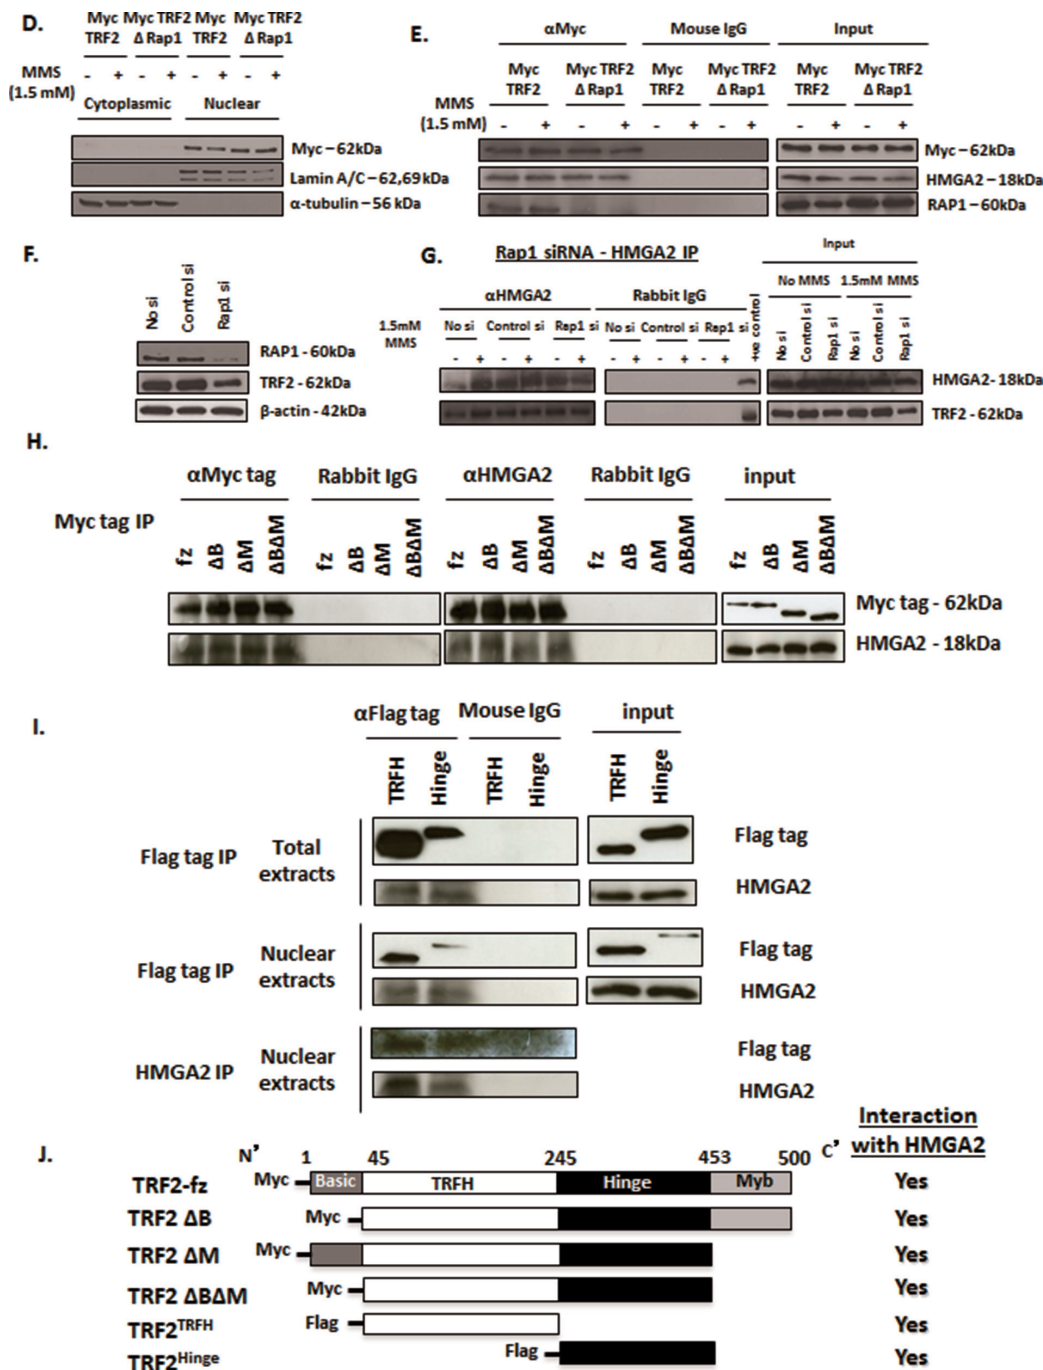 D.
Myc TRF2 Myc TRF2 Δ Rap1 Myc TRF2 Myc TRF2 Δ Rap1
MMS (1.5 mM) - + - + - + - +
Cytoplasmic Nuclear
Myc – 62kDa
Lamin A/C – 62,69kDa
α-tubulin – 56 kDa
E.
αMyc Mouse IgG Input
Myc TRF2 Myc TRF2 Δ Rap1 Myc TRF2 Myc TRF2 Δ Rap1 Myc TRF2 Myc TRF2 Δ Rap1
MMS (1.5 mM) - + - + - + - + - + - +
Myc – 62kDa
HMGA2 – 18kDa
RAP1 – 60kDa
F.
No si Control si Rap1 si
RAP1 - 60kDa
TRF2 - 62kDa
β-actin - 42kDa
G.
Rap1 siRNA - HMGA2 IP
Input
αHMGA2 Rabbit IgG No MMS 1.5mM MMS
1.5mM MMS No si Control si Rap1 si No si Control si Rap1 si +ve control No si Control si Rap1 si No si Control si Rap1 si
- + - + - + - + - + - +
HMGA2- 18kDa
TRF2 - 62kDa
H.
αMyc tag Rabbit IgG αHMGA2 Rabbit IgG input
Myc tag IP
fz ΔB ΔM ΔBΔM fz ΔB ΔM ΔBΔM fz ΔB ΔM ΔBΔM fz ΔB ΔM ΔBΔM fz ΔB ΔM ΔBΔM
Myc tag - 62kDa
HMGA2 - 18kDa
I.
αFlag tag Mouse IgG input
TRFH Hinge TRFH Hinge TRFH Hinge
Flag tag IP Total extracts Flag tag
HMGA2
Flag tag IP Nuclear extracts Flag tag
HMGA2
HMGA2 IP Nuclear extracts Flag tag
HMGA2
J.
Interaction with HMGA2
N' 1 45 245 453 500 C'
TRF2-fz Myc Basic TRFH Hinge Myb Yes
TRF2 ΔB Myc Yes
TRF2 ΔM Myc Yes
TRF2 ΔBΔM Myc Yes
TRF2TRFH Flag Yes
TRF2Hinge Flag Yes